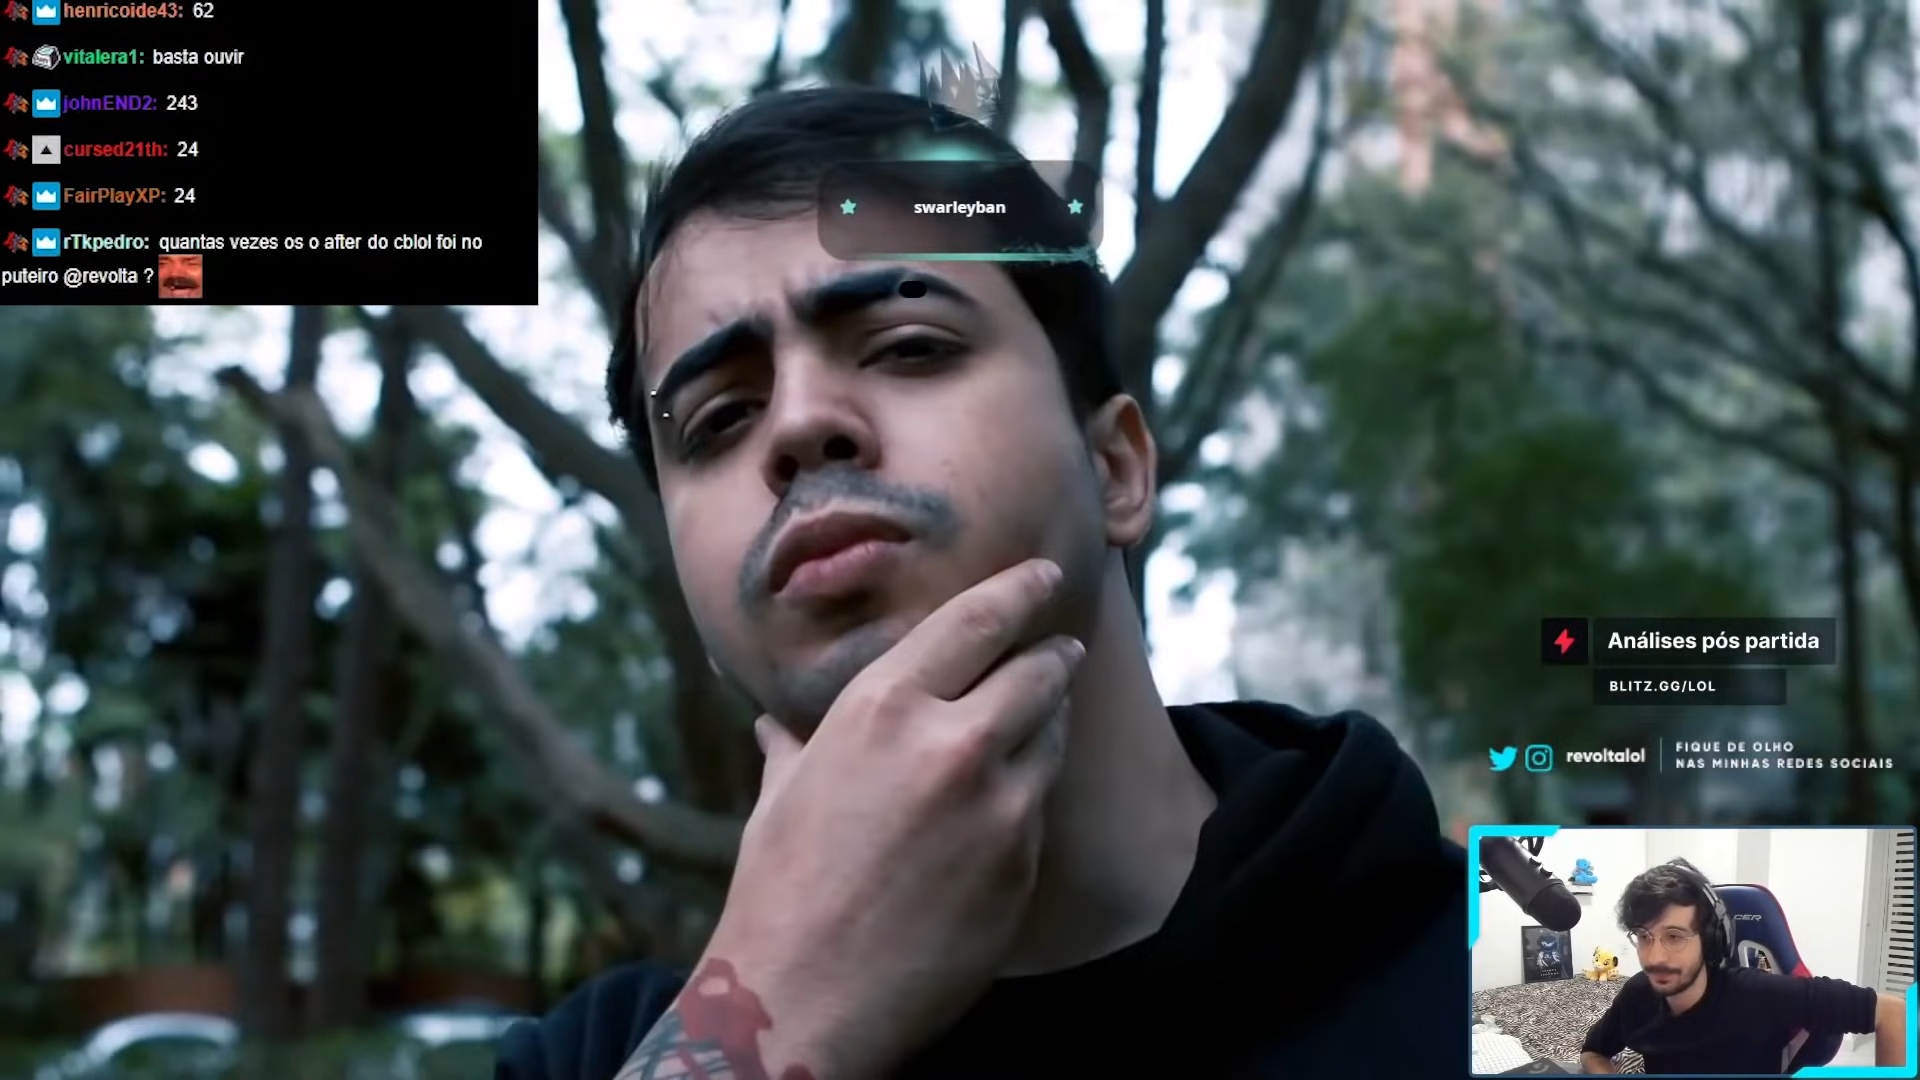 henricoide43: 62
vitalera1: basta ouvir
johnEND2: 243
cursed21th: 24
FairPlayXP: 24
rTkpedro: quantas vezes os o after do cblol foi no
puteiro @revolta ?
swarleyban
Análises pós partida
BLITZ.GG/LOL
revoltalol
FIQUE DE OLHO
NAS MINHAS REDES SOCIAIS
CER